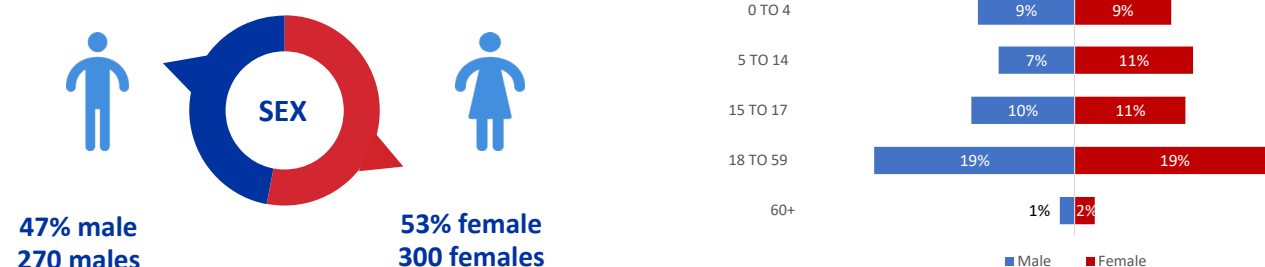 SEX
47% male
270 males
53% female
300 females
0 TO 4 9% 9%
5 TO 14 7% 11%
15 TO 17 10% 11%
18 TO 59 19% 19%
60+ 1% 2%
Male Female